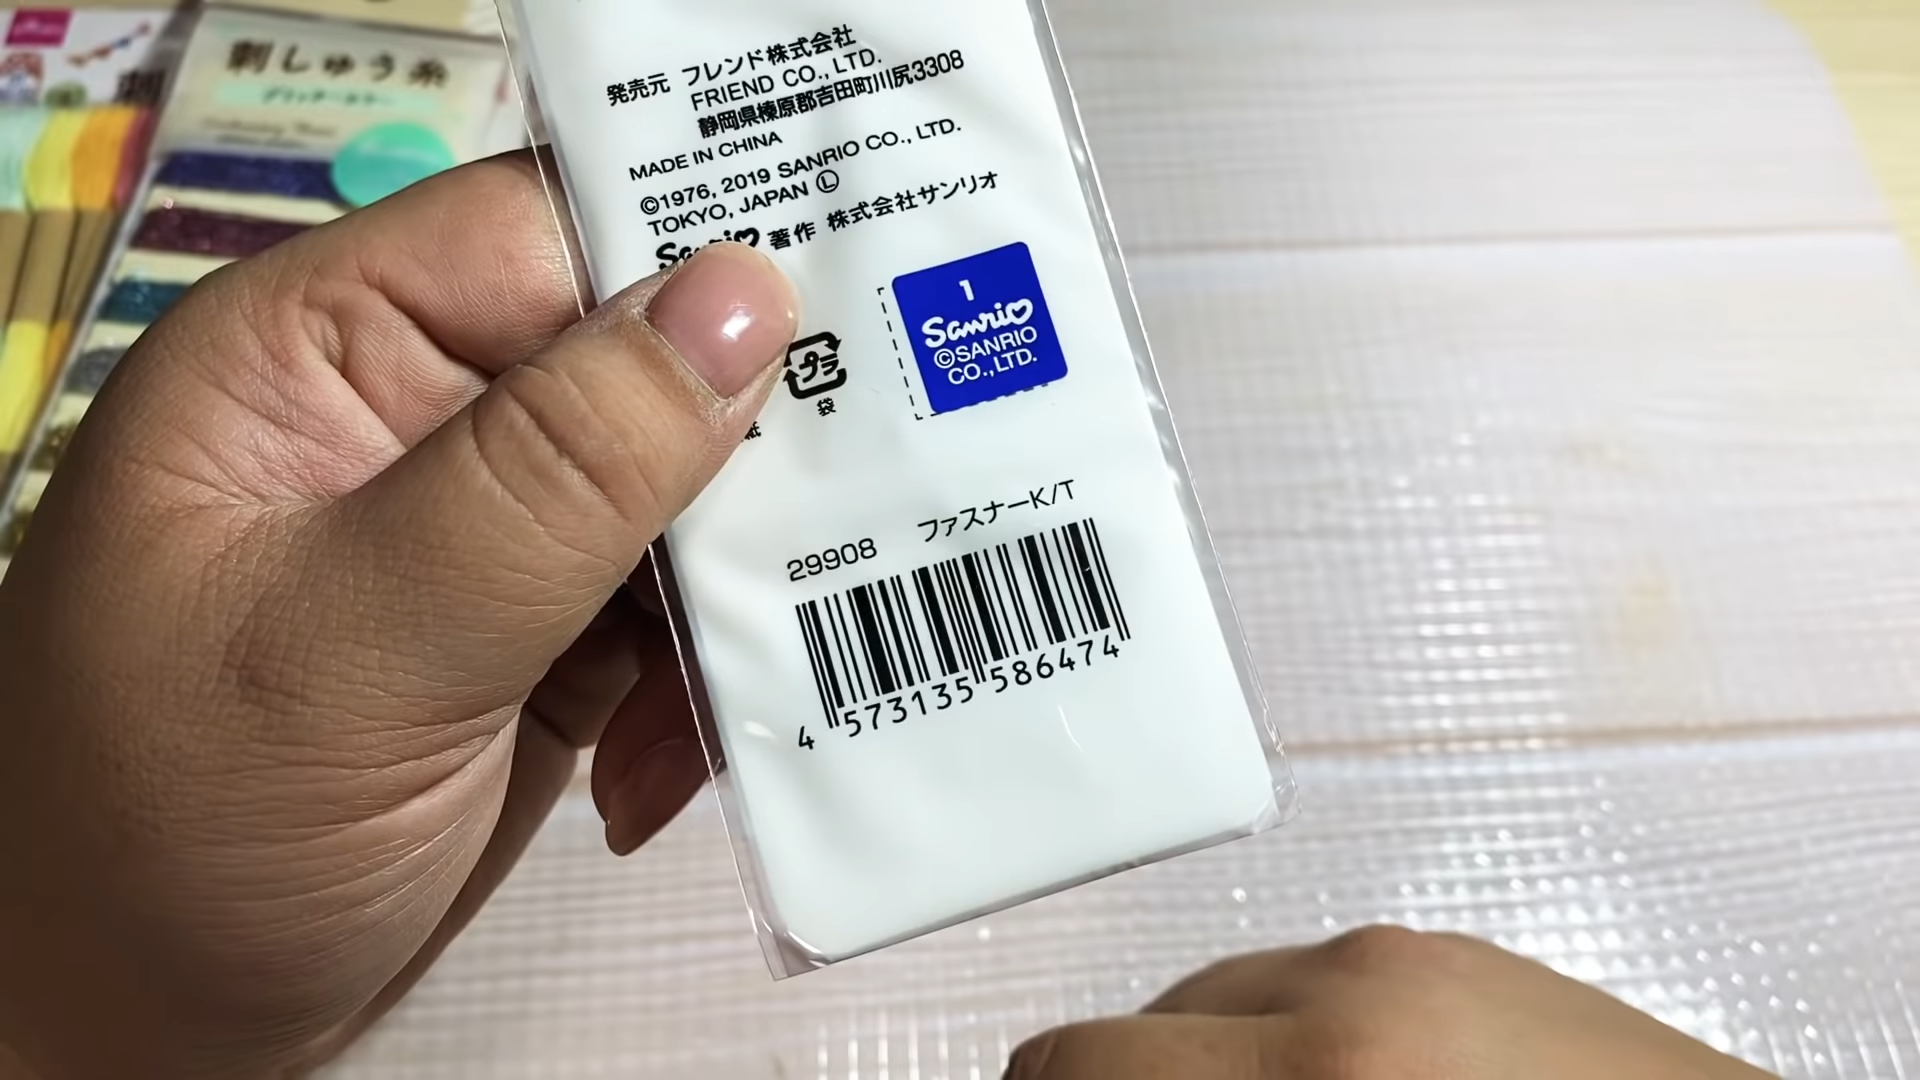 刺しゅう糸
発売元 フレンド株式会社
FRIEND CO., LTD.
静岡県榛原郡吉田町川尻3308
MADE IN CHINA
©1976, 2019 SANRIO CO., LTD.
TOKYO, JAPAN Ⓛ
Sanrio 著作 株式会社サンリオ
プラ
袋
紙
1
Sanrio
©SANRIO
CO., LTD.
29908 ファスナーK/T
4 573135 586474